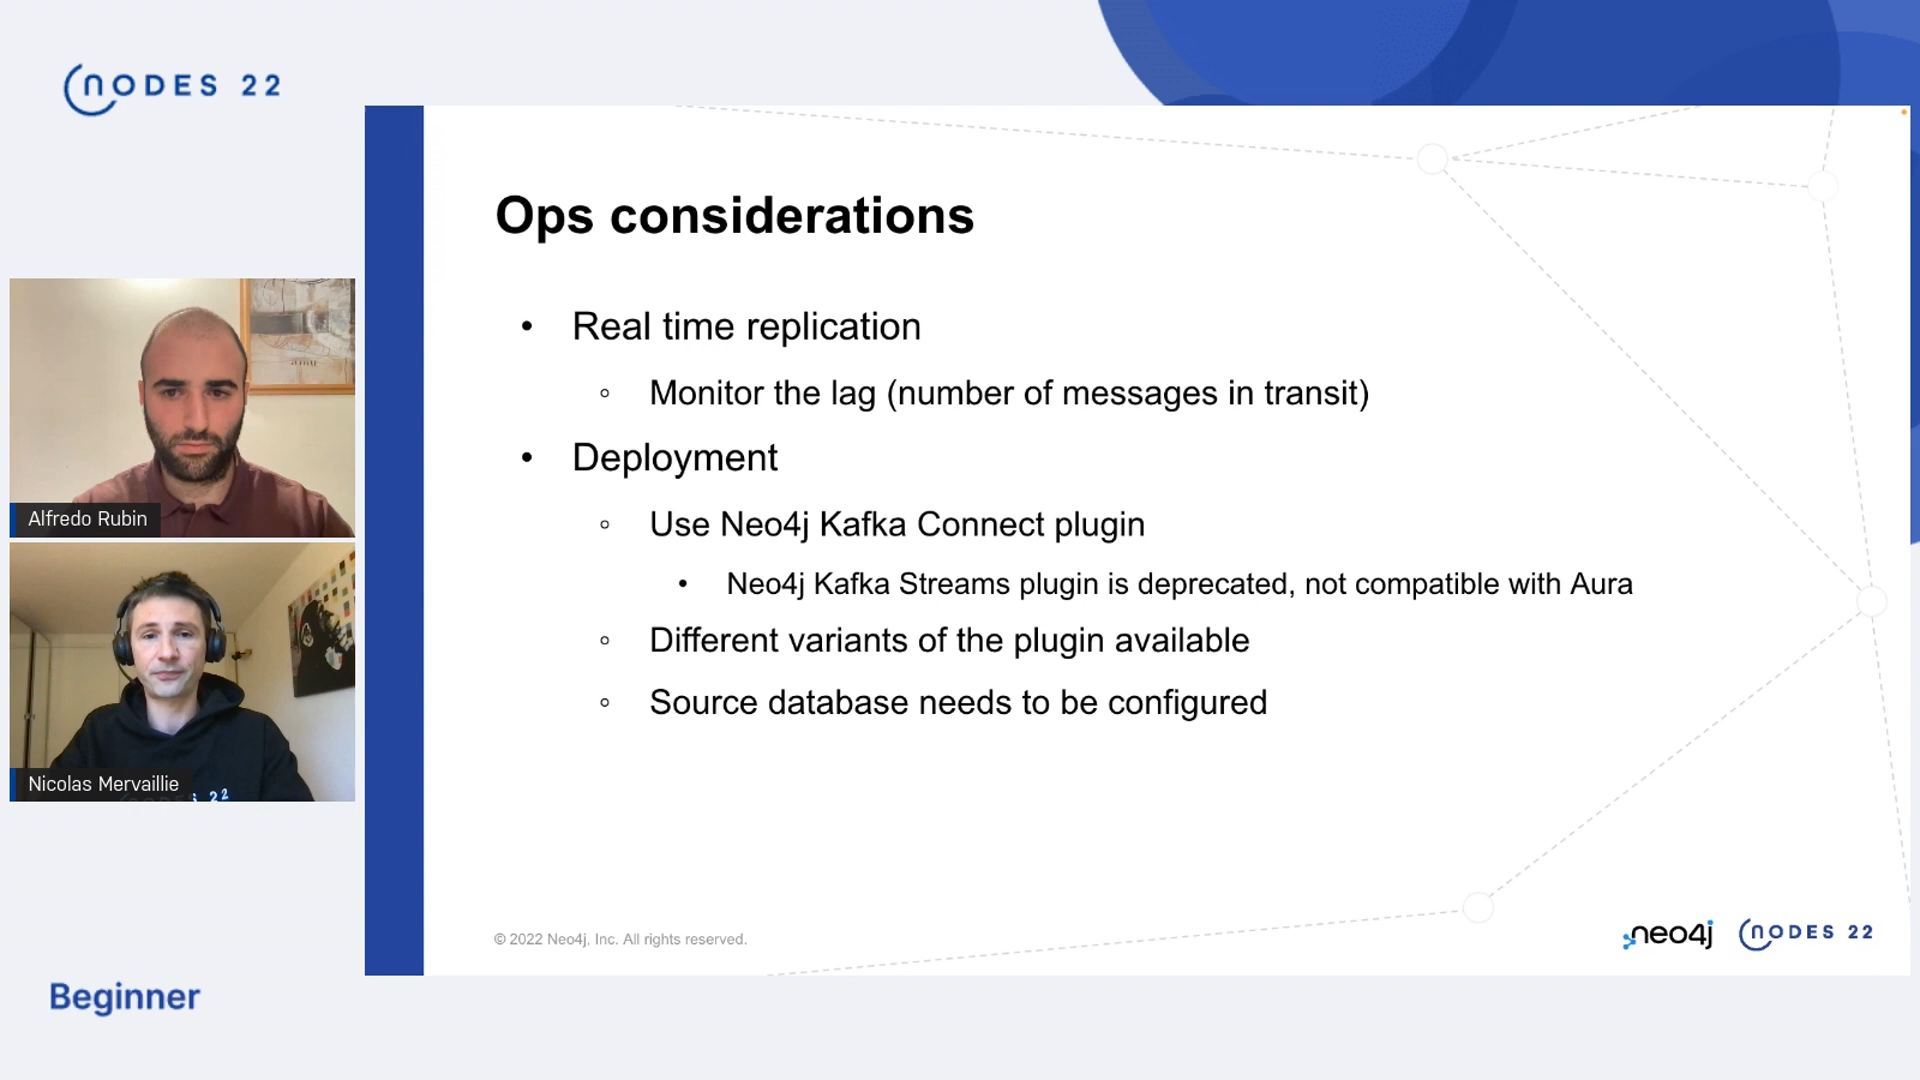 NODES 22
Ops considerations
• Real time replication
◦ Monitor the lag (number of messages in transit)
• Deployment
◦ Use Neo4j Kafka Connect plugin
• Neo4j Kafka Streams plugin is deprecated, not compatible with Aura
◦ Different variants of the plugin available
◦ Source database needs to be configured
Alfredo Rubin
Nicolas Mervaillie
© 2022 Neo4j, Inc. All rights reserved.
neo4j
NODES 22
Beginner